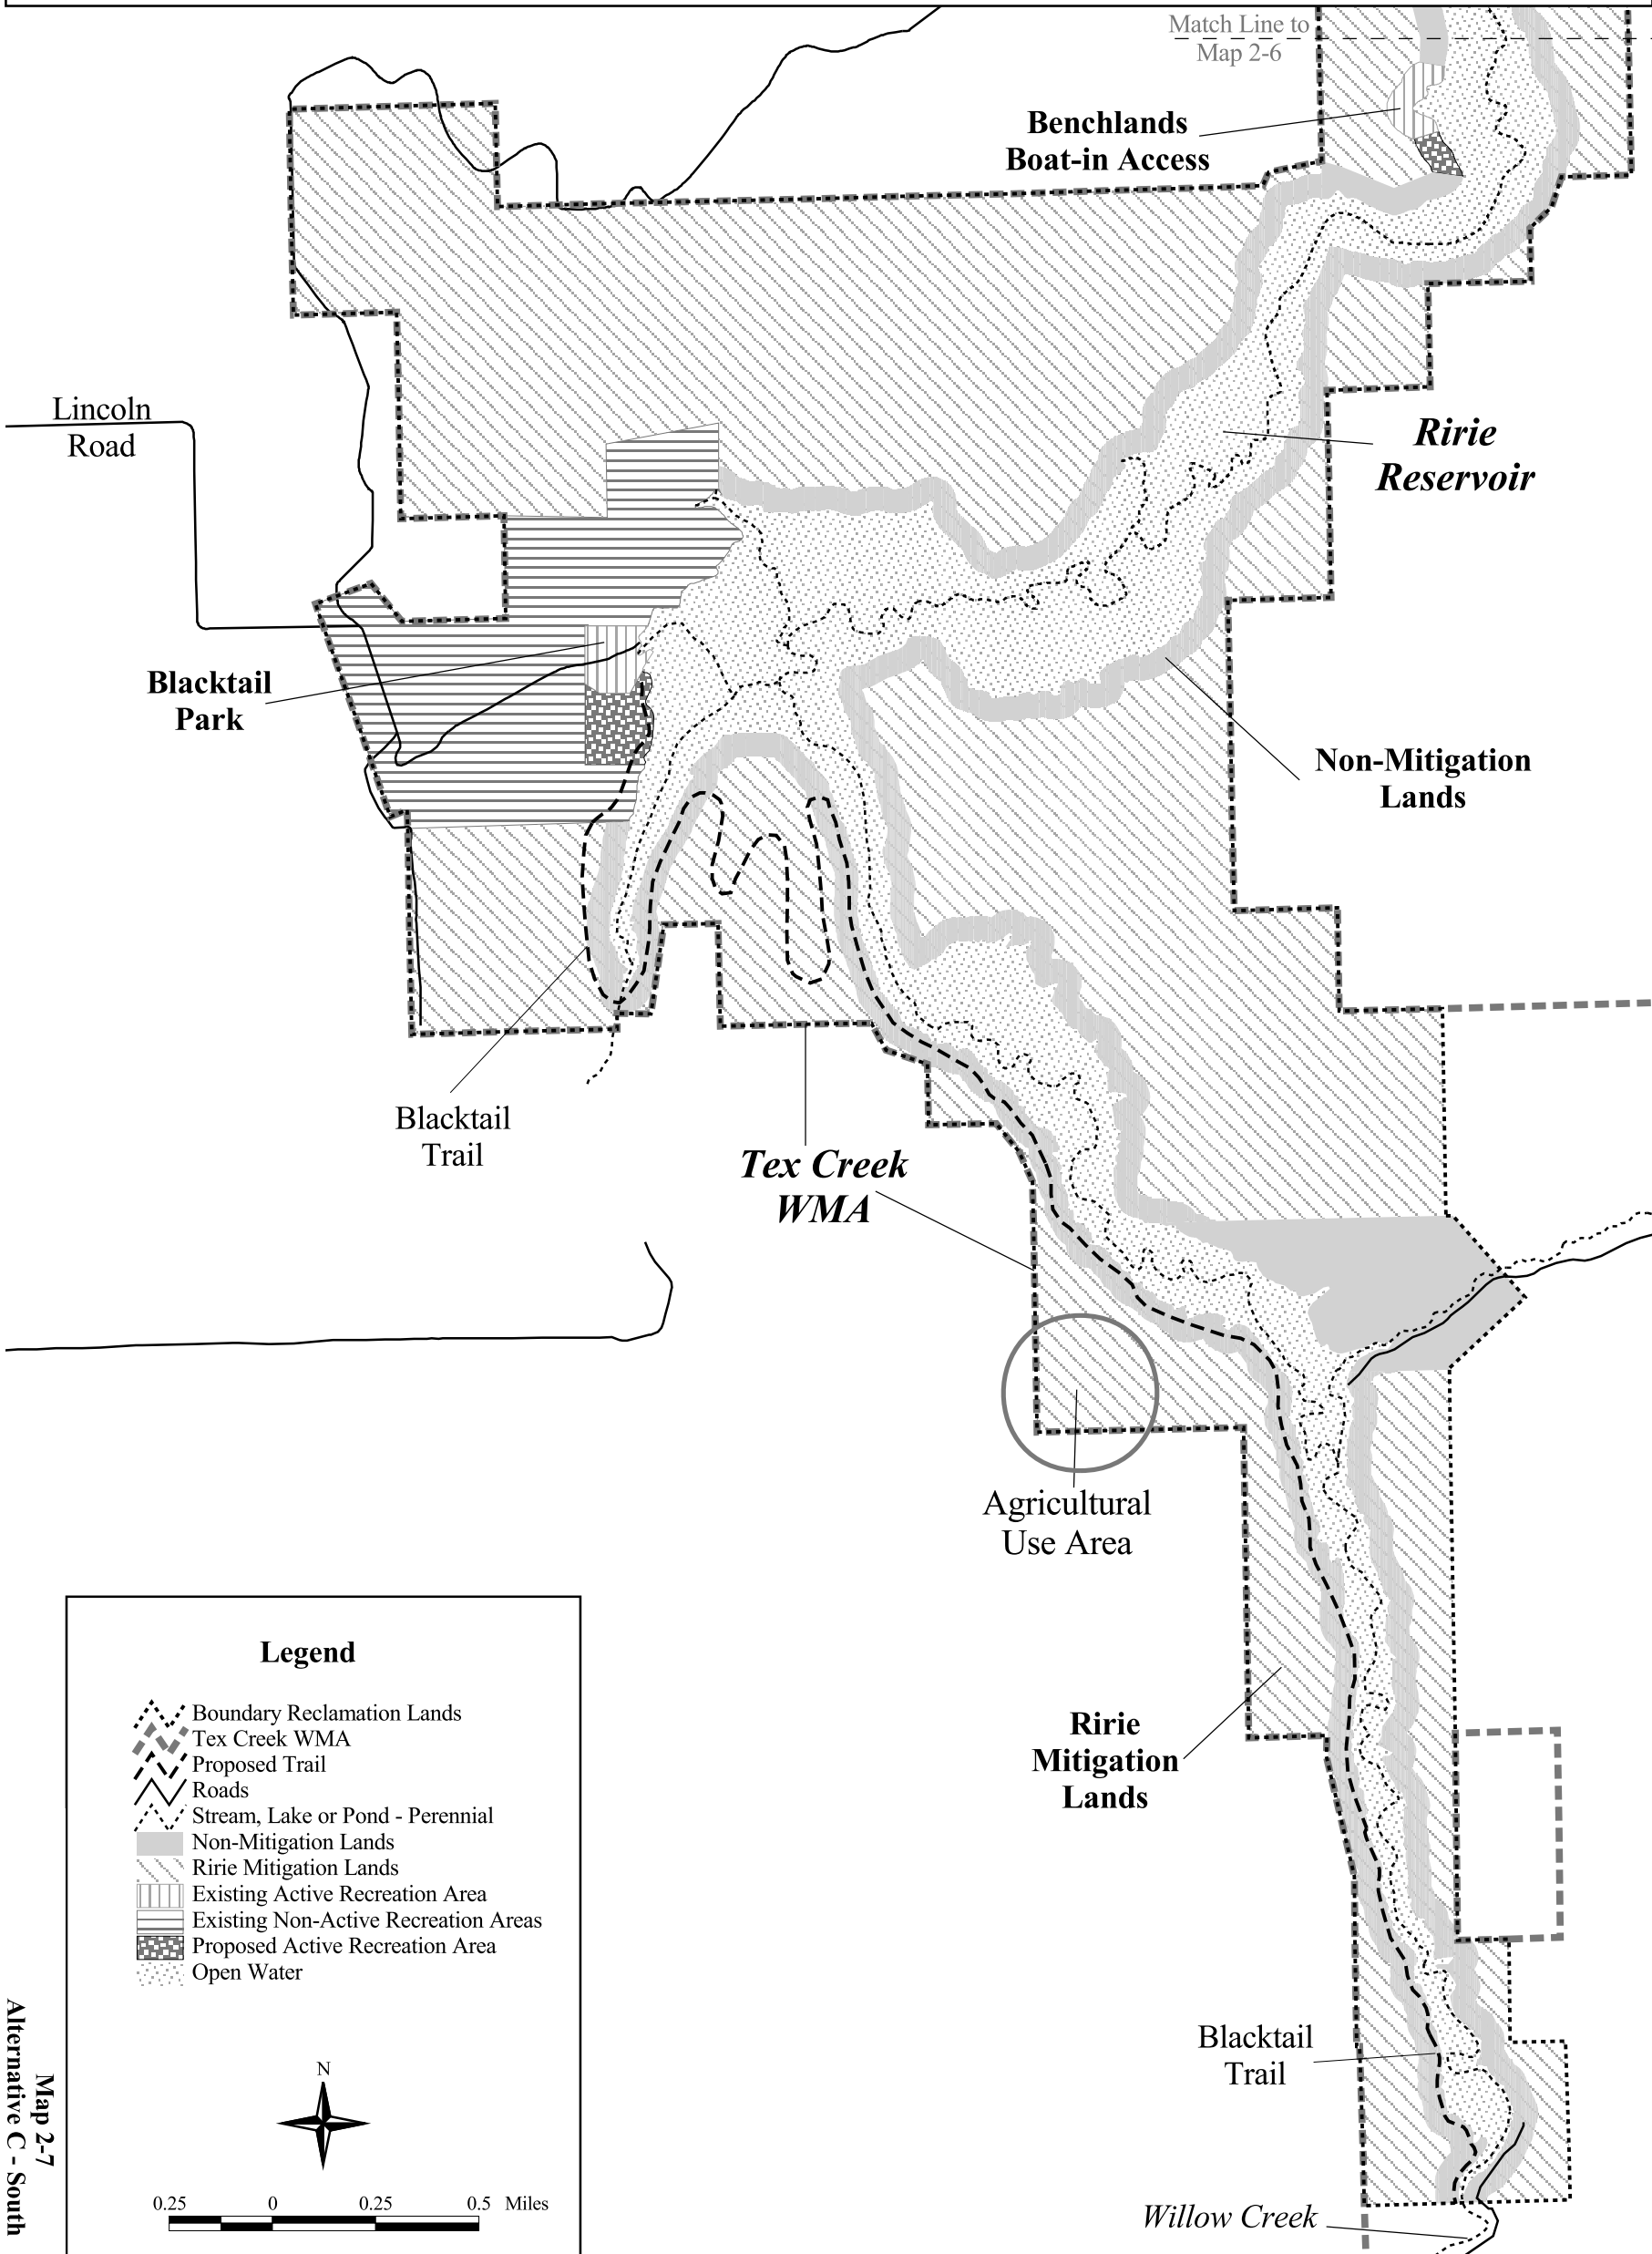 Match Line to
Map 2-6
Benchlands
Boat-in Access
Lincoln
Road
Ririe
Reservoir
Blacktail
Park
Non-Mitigation
Lands
Blacktail
Trail
Tex Creek
WMA
Agricultural
Use Area
Ririe
Mitigation
Lands
Blacktail
Trail
Willow Creek
Legend
Boundary Reclamation Lands
Tex Creek WMA
Proposed Trail
Roads
Stream, Lake or Pond - Perennial
Non-Mitigation Lands
Ririe Mitigation Lands
Existing Active Recreation Area
Existing Non-Active Recreation Areas
Proposed Active Recreation Area
Open Water
N
0.25 0 0.25 0.5 Miles
Map 2-7
Alternative C - South